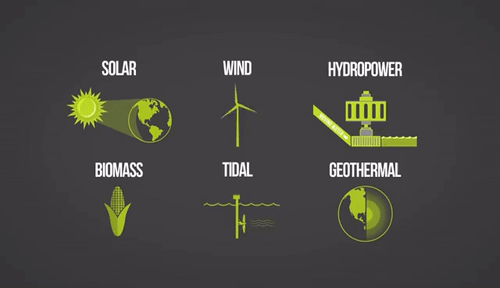 SOLAR
WIND
HYDROPOWER
BIOMASS
TIDAL
GEOTHERMAL